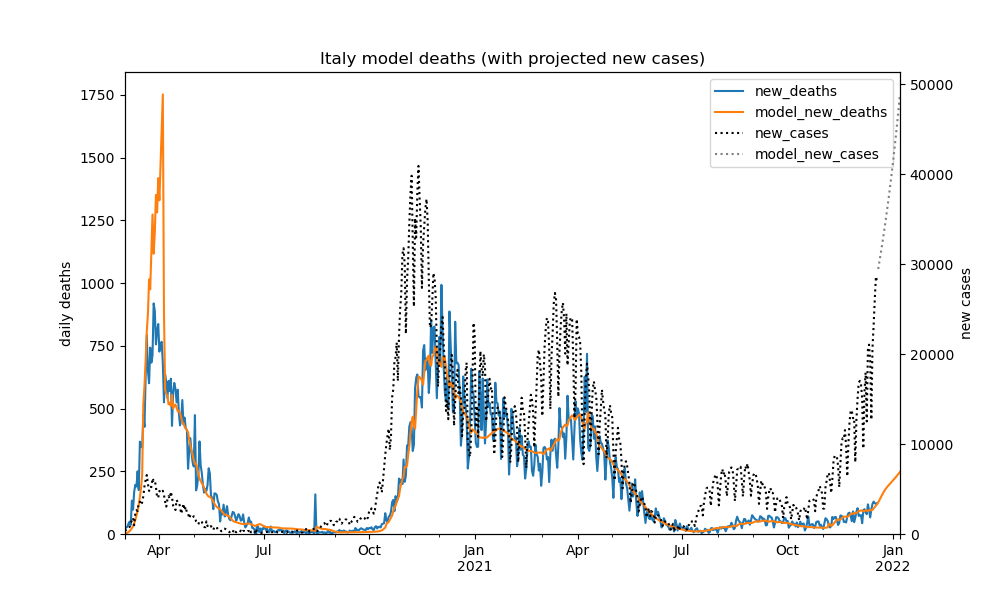 Italy model deaths (with projected new cases)
new_deaths
model_new_deaths
new_cases
model_new_cases
daily deaths
1750
1500
1250
1000
750
500
250
0
new cases
50000
40000
30000
20000
10000
0
Apr
Jul
Oct
Jan
2021
Apr
Jul
Oct
Jan
2022